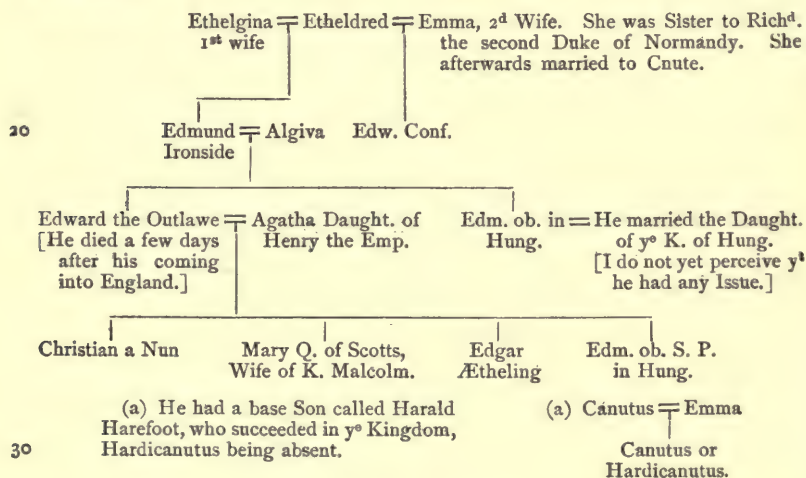 Ethelgina = Etheldred = Emma, 2ᵈ Wife. She was Sister to Richᵈ.
1ˢᵗ wife the second Duke of Normandy. She
afterwards married to Cnute.
20 Edmund = Algiva Edw. Conf.
Ironside
Edward the Outlawe = Agatha Daught. of Edm. ob. in = He married the Daught.
[He died a few days Henry the Emp. Hung. of yᵉ K. of Hung.
after his coming [I do not yet perceive yᵗ
into England.] he had any Issue.]
Christian a Nun Mary Q. of Scotts, Edgar Edm. ob. S. P.
Wife of K. Malcolm. Ætheling in Hung.
(a) He had a base Son called Harald (a) Canutus = Emma
Harefoot, who succeeded in yᵉ Kingdom,
30 Hardicanutus being absent. Canutus or
Hardicanutus.